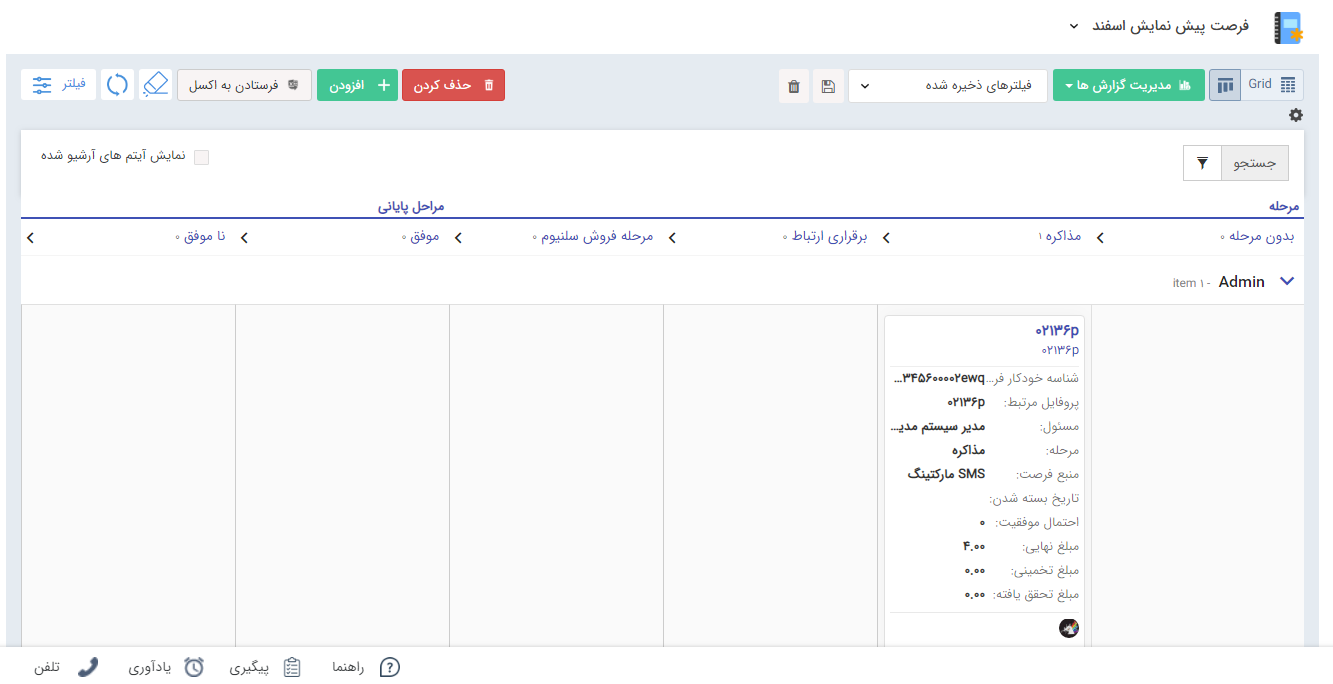 فرصت پیش نمایش اسفند
Grid
مدیریت گزارش ها
فیلترهای ذخیره شده
حذف کردن
افزودن
فرستادن به اکسل
فیلتر
جستجو
نمایش آیتم های آرشیو شده
مرحله
مراحل پایانی
بدون مرحله ۰
مذاکره ۱
برقراری ارتباط ۰
مرحله فروش سلنیوم ۰
موفق ۰
نا موفق ۰
Admin - ۱ item
۰۲۱۳۶p
۰۲۱۳۶p
شناسه خودکار فر... ...۳۴۵۶۰۰۰۰۲ewq
پروفایل مرتبط: ۰۲۱۳۶p
مسئول: مدیر سیستم مدیـ...
مرحله: مذاکره
منبع فرصت: SMS مارکتینگ
تاریخ بسته شدن:
احتمال موفقیت: ۰
مبلغ نهایی: ۴.۰۰
مبلغ تخمینی: ۰.۰۰
مبلغ تحقق یافته: ۰.۰۰
راهنما
پیگیری
یادآوری
تلفن